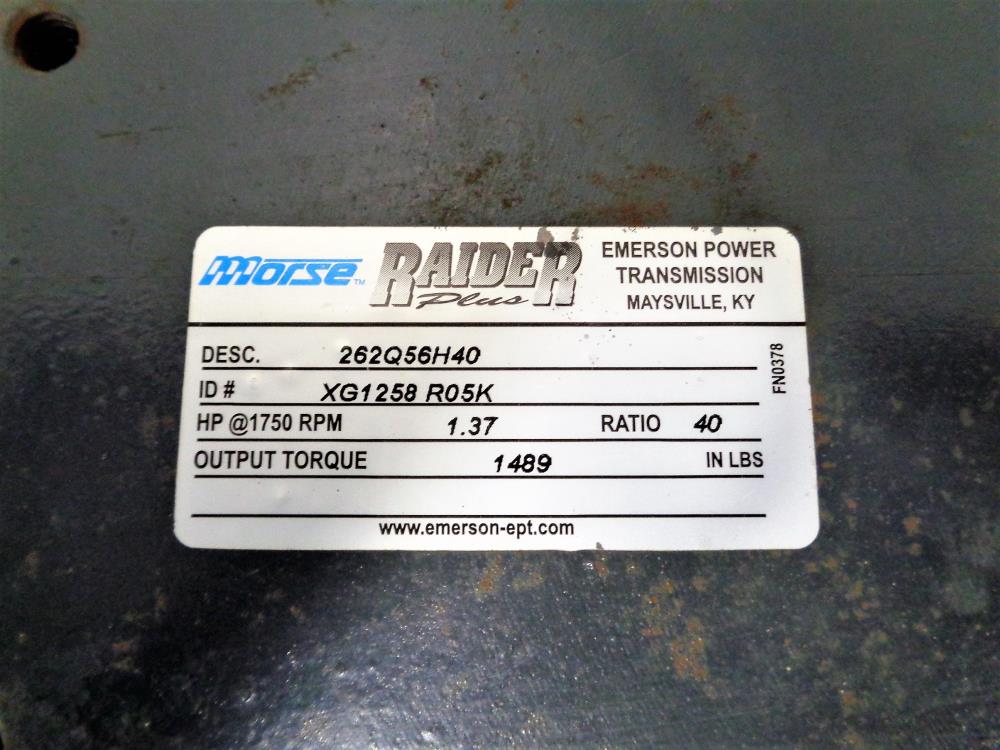 Morse™ RAIDER Plus
EMERSON POWER
TRANSMISSION
MAYSVILLE, KY
DESC. 262Q56H40
ID # XG1258 R05K
HP @1750 RPM 1.37 RATIO 40
OUTPUT TORQUE 1489 IN LBS
FN0378
www.emerson-ept.com